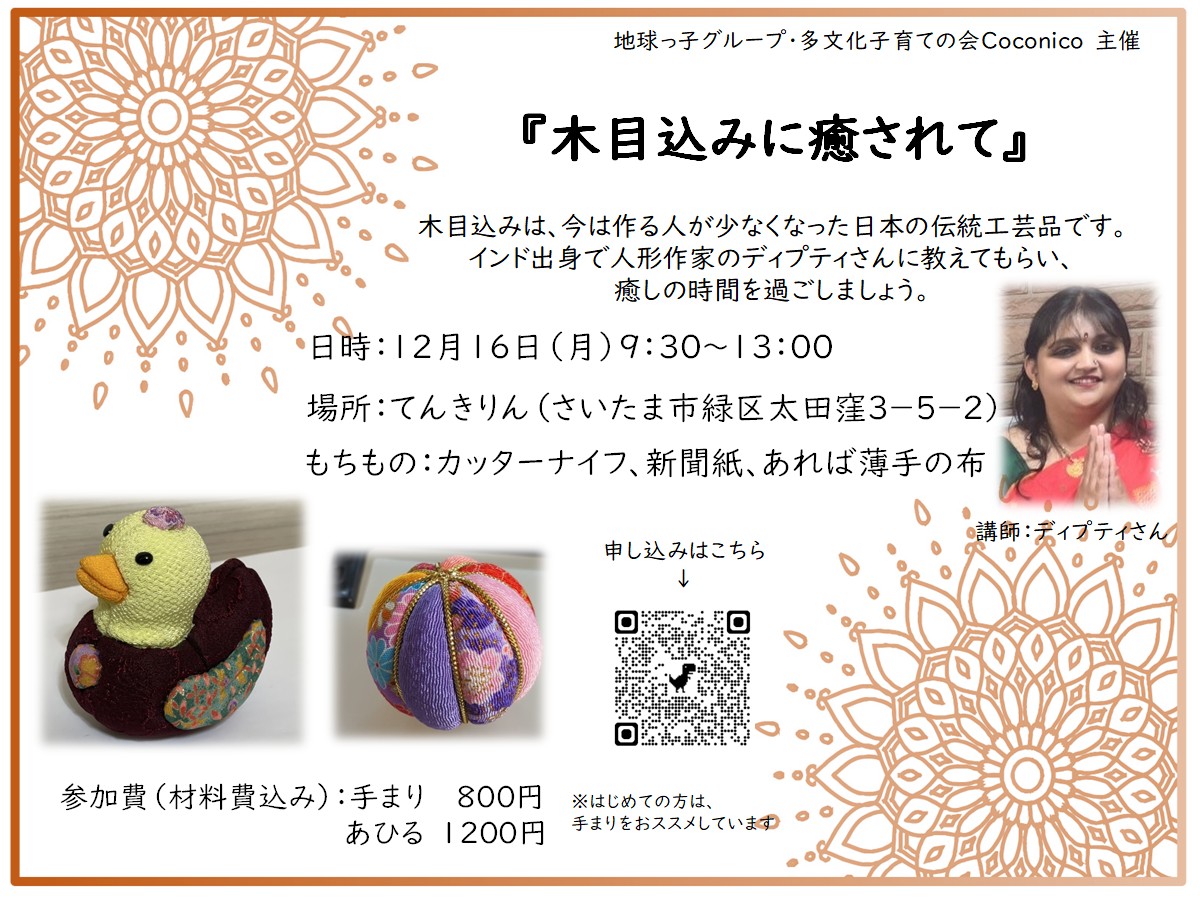 地球っ子グループ・多文化子育ての会Coconico 主催
『木目込みに癒されて』
木目込みは、今は作る人が少なくなった日本の伝統工芸品です。
インド出身で人形作家のディプティさんに教えてもらい、
癒しの時間を過ごしましょう。
日時：12月16日（月）9：30～13：00
場所：てんきりん（さいたま市緑区太田窪3－5－2）
もちもの：カッターナイフ、新聞紙、あれば薄手の布
講師：ディプティさん
申し込みはこちら
↓
参加費（材料費込み）：手まり　800円
あひる 1200円
※はじめての方は、
手まりをおススメしています